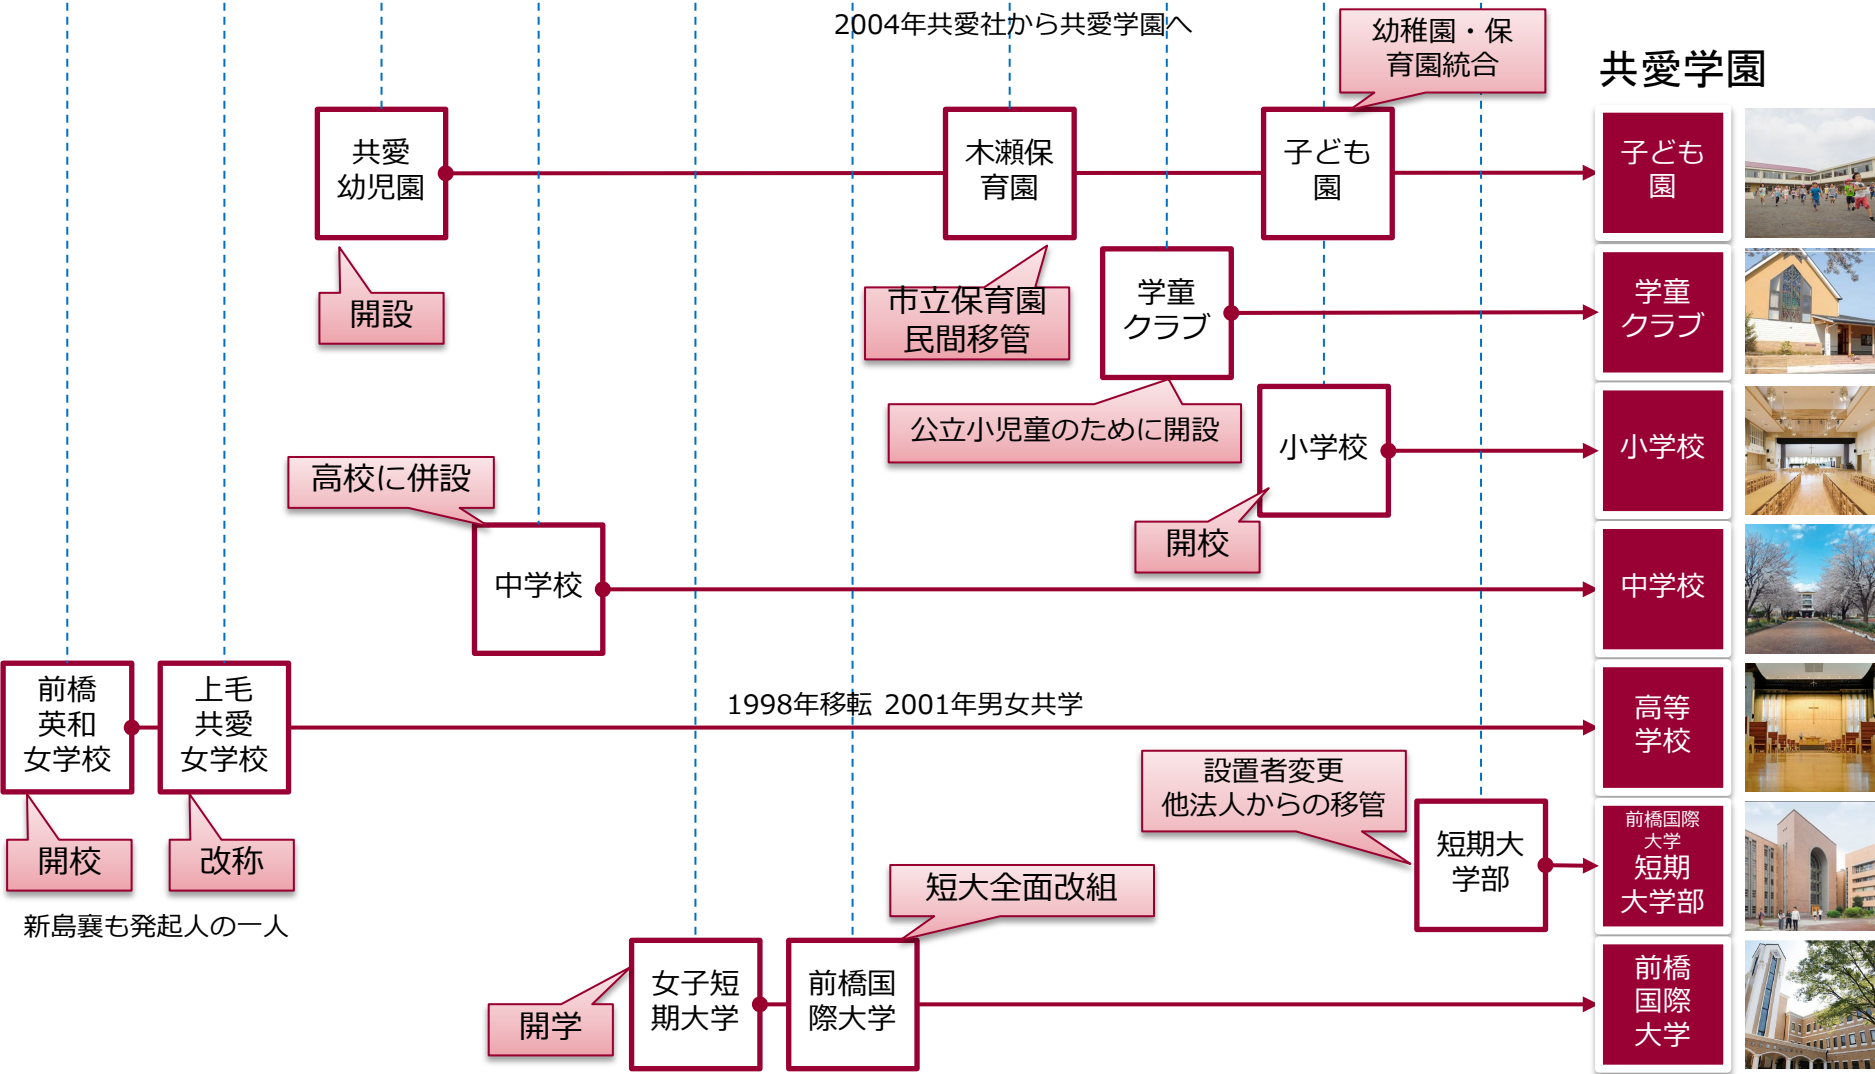 2004年共愛社から共愛学園へ
幼稚園・保
育園統合
共愛学園
共愛
幼児園
木瀬保
育園
子ども
園
子ども
園
開設
市立保育園
民間移管
学童
クラブ
学童
クラブ
公立小児童のために開設
小学校
小学校
高校に併設
開校
中学校
中学校
前橋
英和
女学校
上毛
共愛
女学校
1998年移転 2001年男女共学
高等
学校
開校
改称
新島襄も発起人の一人
設置者変更
他法人からの移管
短期大
学部
前橋国際
大学
短期
大学部
短大全面改組
開学
女子短
期大学
前橋国
際大学
前橋
国際
大学